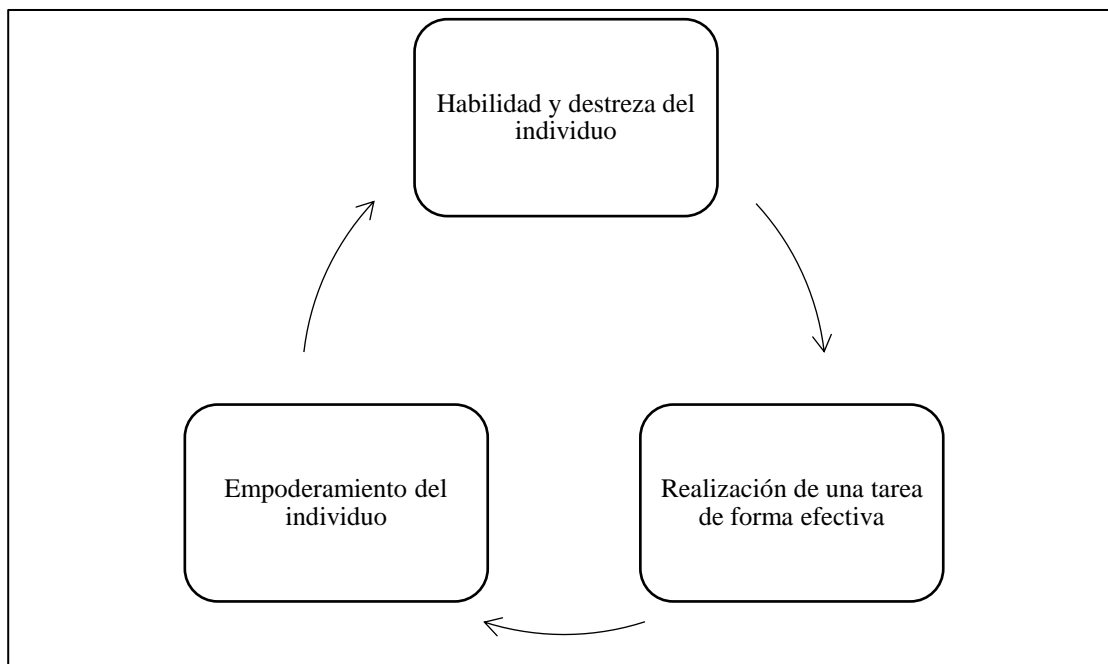 Habilidad y destreza del
individuo
Empoderamiento del
individuo
Realización de una tarea
de forma efectiva